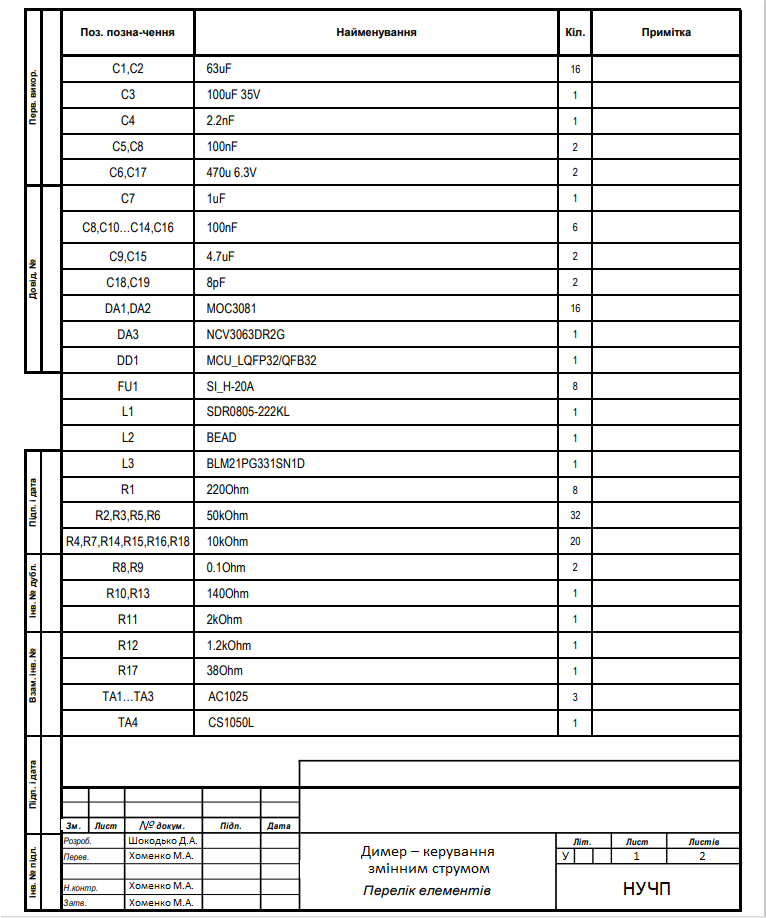 Поз. позна-чення Найменування Кіл. Примітка
C1,C2 63uF 16
C3 100uF 35V 1
C4 2.2nF 1
C5,C8 100nF 2
C6,C17 470u 6.3V 2
C7 1uF 1
C8,C10...C14,C16 100nF 6
C9,C15 4.7uF 2
C18,C19 8pF 2
DA1,DA2 MOC3081 16
DA3 NCV3063DR2G 1
DD1 MCU_LQFP32/QFB32 1
FU1 SI_H-20A 8
L1 SDR0805-222KL 1
L2 BEAD 1
L3 BLM21PG331SN1D 1
R1 220Ohm 8
R2,R3,R5,R6 50kOhm 32
R4,R7,R14,R15,R16,R18 10kOhm 20
R8,R9 0.1Ohm 2
R10,R13 140Ohm 1
R11 2kOhm 1
R12 1.2kOhm 1
R17 38Ohm 1
TA1...TA3 AC1025 3
TA4 CS1050L 1
Перв. викор.
Довід. №
Підп. і дата
Інв. № дубл.
Взам. інв. №
Підп. і дата
Інв. № підл.
Зм. Лист № докум. Підп. Дата
Розроб. Шокодько Д.А.
Перев. Хоменко М.А.
Н.контр. Хоменко М.А.
Затв. Хоменко М.А.
Димер – керування
змінним струмом
Перелік елементів
Літ. Лист Листів
У 1 2
НУЧП